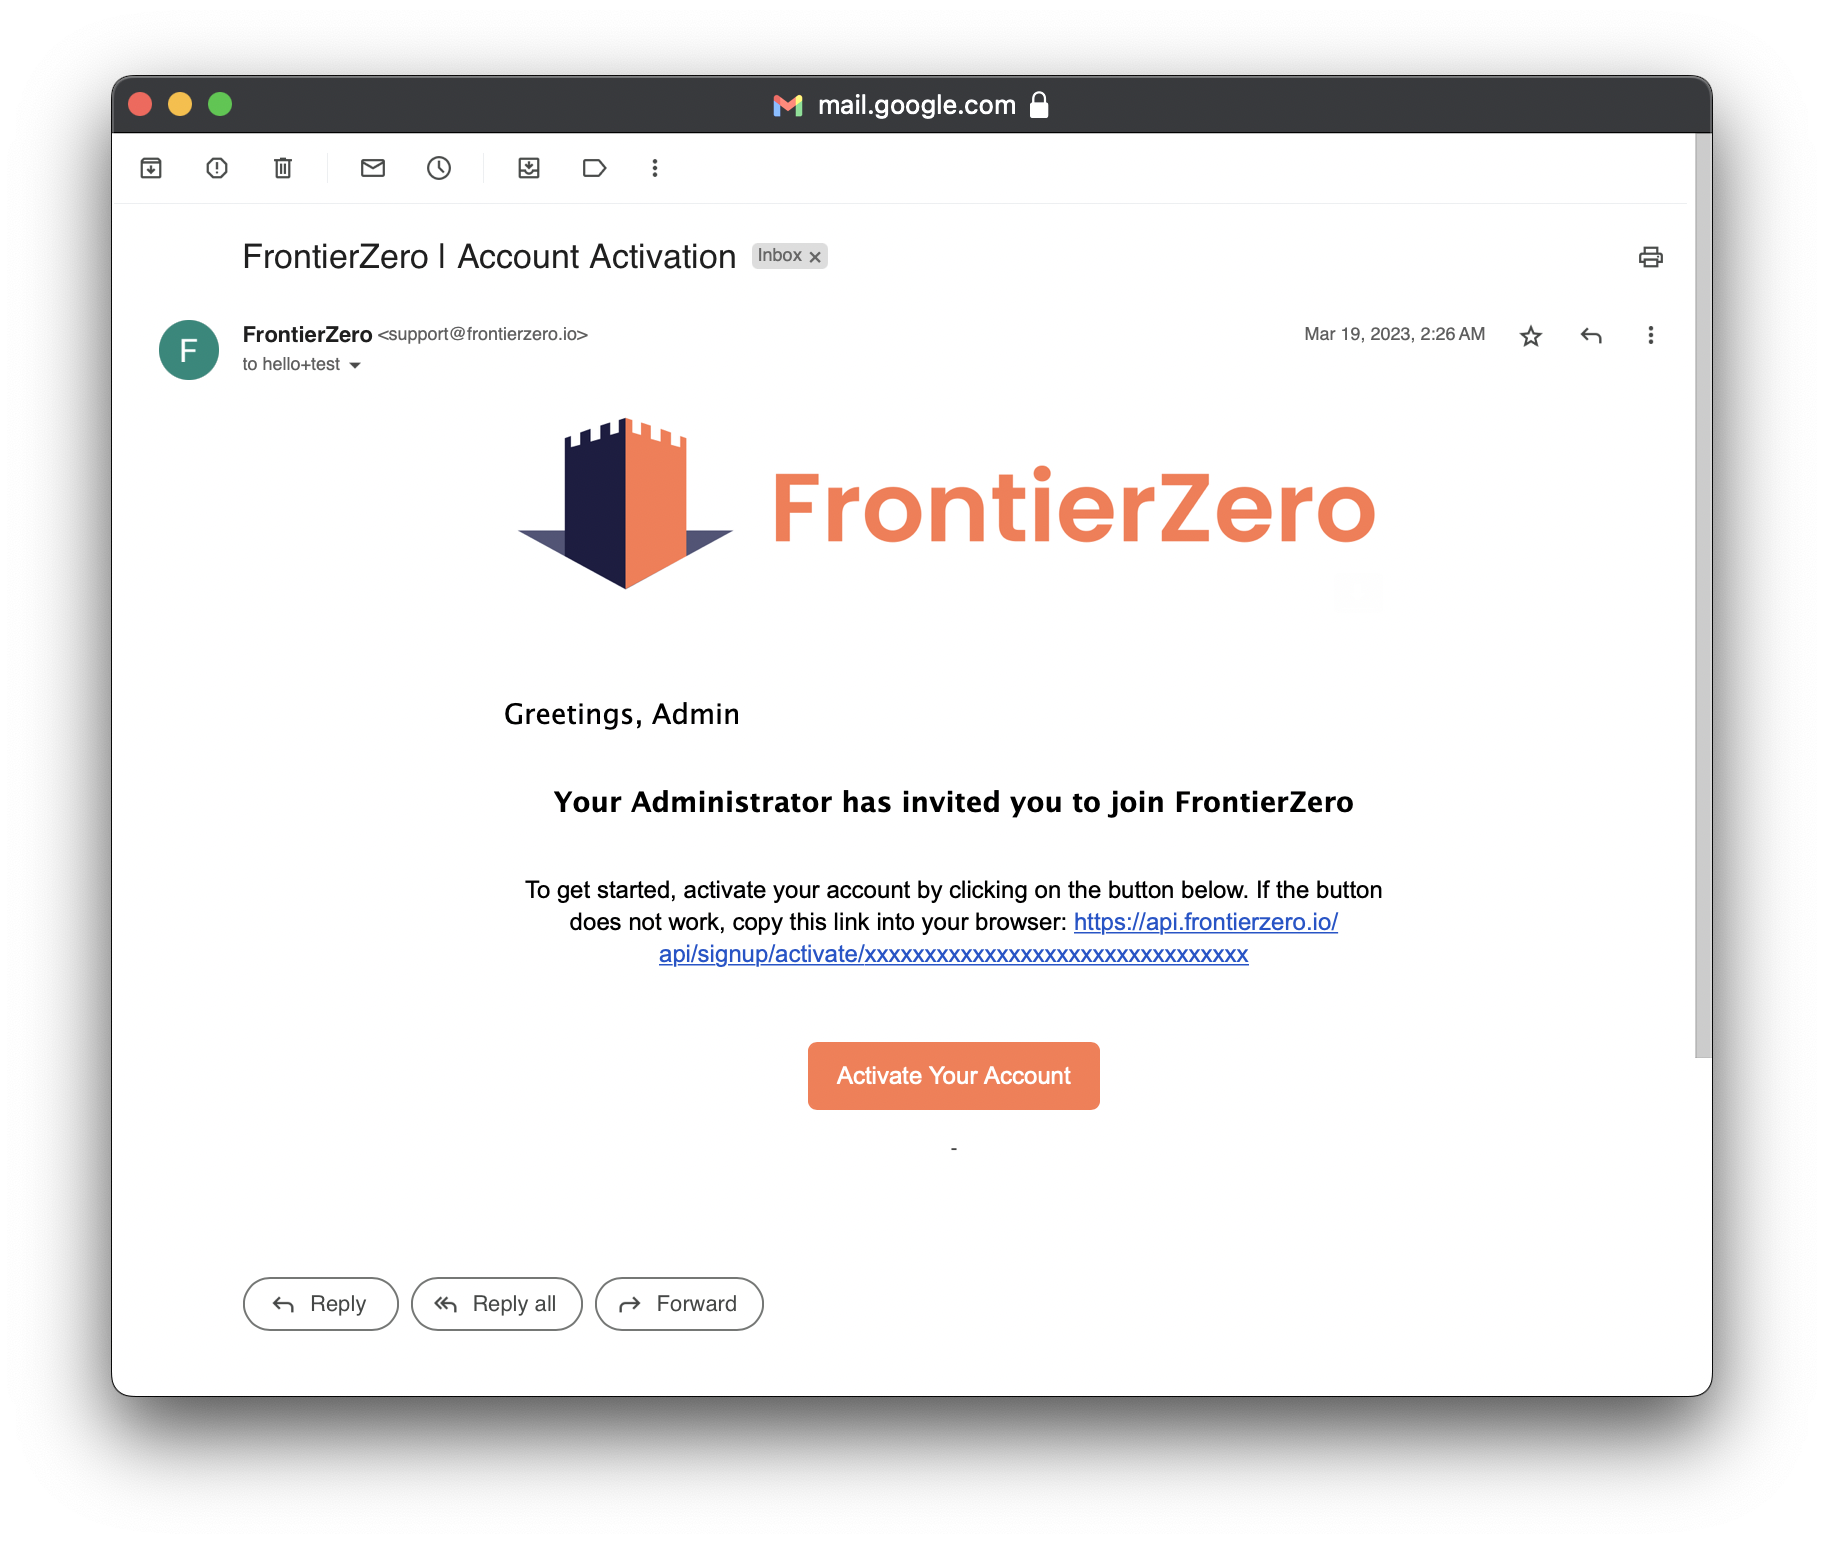 mail.google.com
FrontierZero | Account Activation Inbox ×
F
FrontierZero <support@frontierzero.io> Mar 19, 2023, 2:26 AM
to hello+test
FrontierZero
Greetings, Admin
Your Administrator has invited you to join FrontierZero
To get started, activate your account by clicking on the button below. If the button
does not work, copy this link into your browser: https://api.frontierzero.io/
api/signup/activate/xxxxxxxxxxxxxxxxxxxxxxxxxxxxxxxx
Activate Your Account
-
Reply Reply all Forward